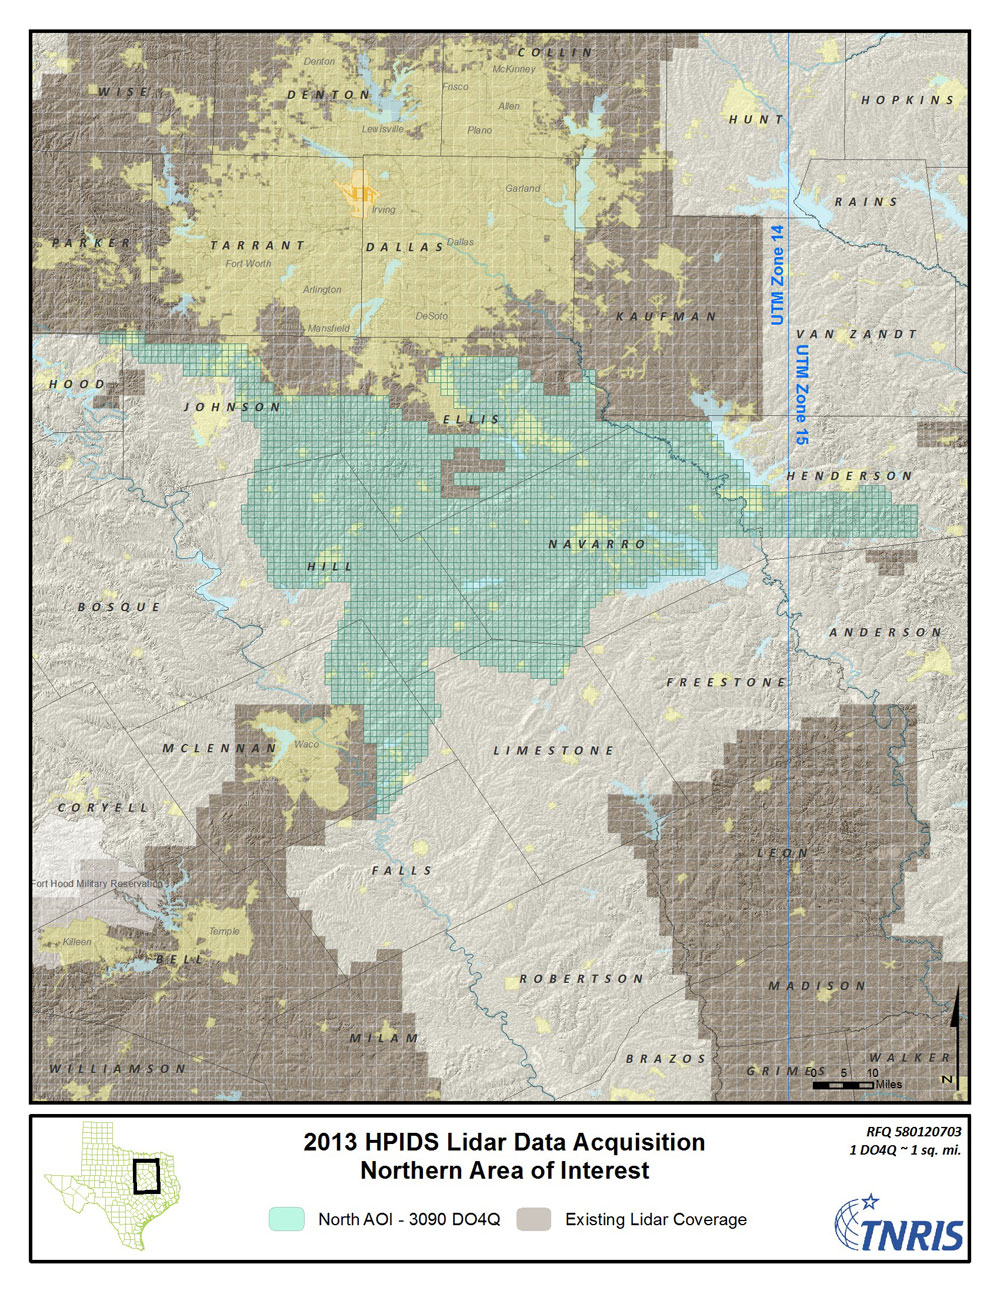 COLLIN
Denton
McKinney
WISE
DENTON
Frisco
HOPKINS
Allen
HUNT
Lewisville
Plano
Garland
RAINS
Irving
PARKER
TARRANT
DALLAS
Dallas
UTM Zone 14
Fort Worth
Arlington
DeSoto
KAUFMAN
Mansfield
VAN ZANDT
UTM Zone 15
HOOD
JOHNSON
ELLIS
HENDERSON
NAVARRO
HILL
BOSQUE
ANDERSON
FREESTONE
MCLENNAN
Waco
LIMESTONE
CORYELL
LEON
FALLS
Fort Hood Military Reservation
Temple
Killeen
BELL
ROBERTSON
MADISON
MILAM
BRAZOS
WALKER
WILLIAMSON
GRIMES
0 5 10
Miles
N
2013 HPIDS Lidar Data Acquisition
Northern Area of Interest
RFQ 580120703
1 DO4Q ~ 1 sq. mi.
North AOI - 3090 DO4Q
Existing Lidar Coverage
TNRIS